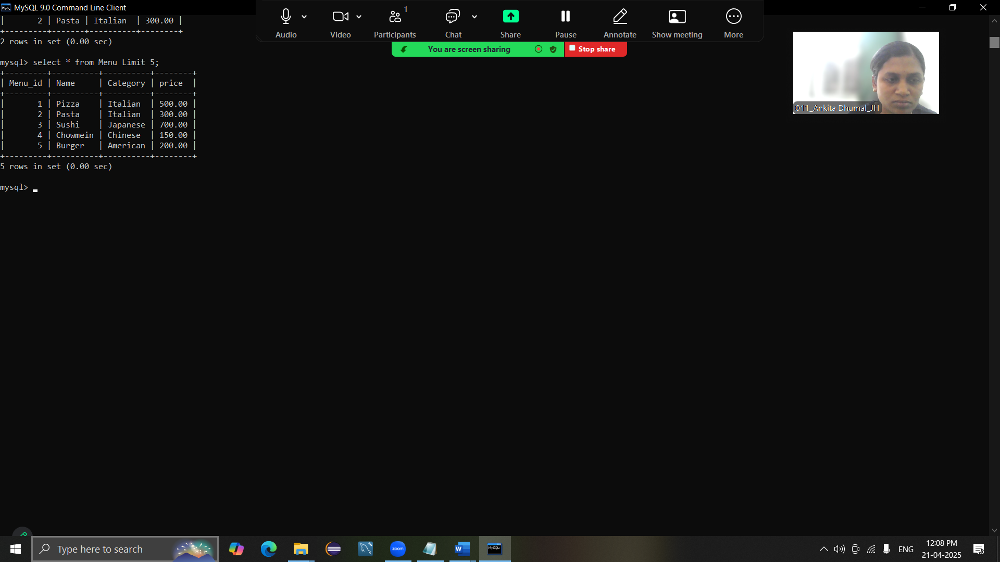 MySQL 9.0 Command Line Client
|       2 | Pasta | Italian  | 300.00 |
+---------+-------+----------+--------+
2 rows in set (0.00 sec)
mysql> select * from Menu Limit 5;
+---------+----------+----------+--------+
| Menu_id | Name     | Category | price  |
+---------+----------+----------+--------+
|       1 | Pizza    | Italian  | 500.00 |
|       2 | Pasta    | Italian  | 300.00 |
|       3 | Sushi    | Japanese | 700.00 |
|       4 | Chowmein | Chinese  | 150.00 |
|       5 | Burger   | American | 200.00 |
+---------+----------+----------+--------+
5 rows in set (0.00 sec)
mysql>
1
Audio Video Participants Chat Share Pause Annotate Show meeting More
You are screen sharing Stop share
011_Ankita Dhumal_JH
Type here to search
zoom
W
MySQL
ENG
12:08 PM
21-04-2025